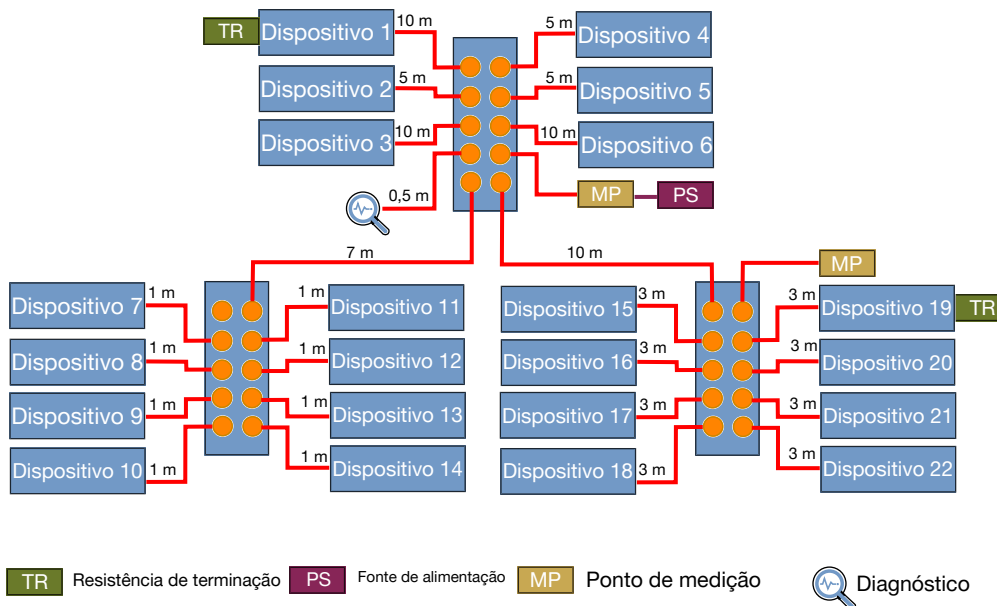 10 m
5 m
TR
Dispositivo 1
Dispositivo 4
5 m
5 m
Dispositivo 2
Dispositivo 5
10 m
10 m
Dispositivo 3
Dispositivo 6
0,5 m
MP
PS
7 m
10 m
MP
1 m
1 m
3 m
3 m
Dispositivo 7
Dispositivo 11
Dispositivo 15
Dispositivo 19
TR
1 m
1 m
3 m
3 m
Dispositivo 8
Dispositivo 12
Dispositivo 16
Dispositivo 20
1 m
1 m
3 m
3 m
Dispositivo 9
Dispositivo 13
Dispositivo 17
Dispositivo 21
1 m
1 m
3 m
3 m
Dispositivo 10
Dispositivo 14
Dispositivo 18
Dispositivo 22
TR
Resistência de terminação
PS
Fonte de alimentação
MP
Ponto de medição
Diagnóstico